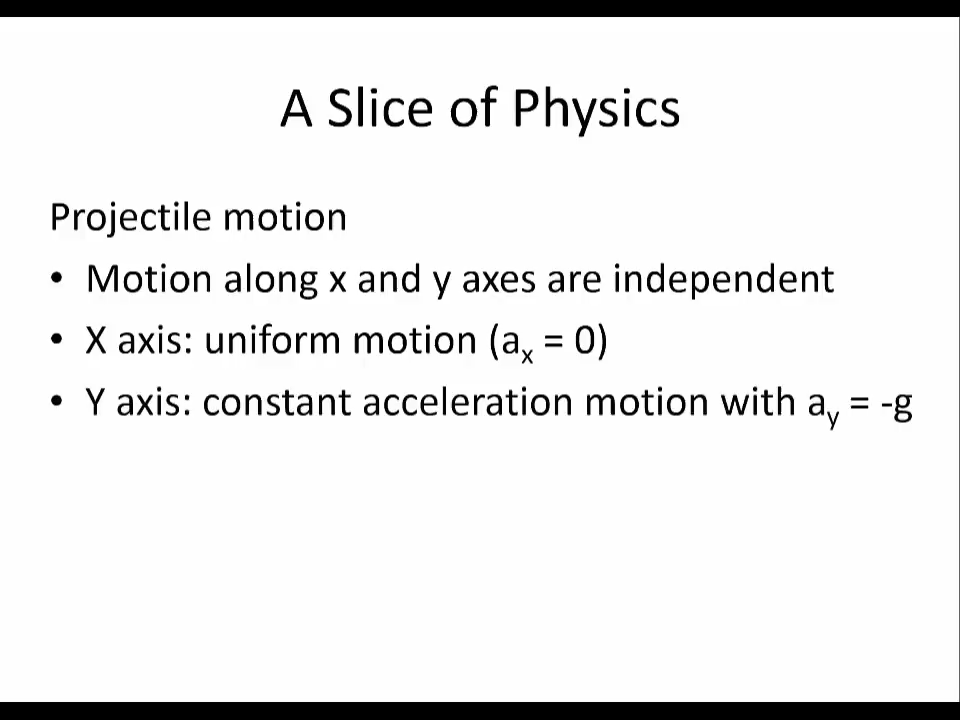 A Slice of Physics
Projectile motion
• Motion along x and y axes are independent
• X axis: uniform motion (aₓ = 0)
• Y axis: constant acceleration motion with a_y = -g